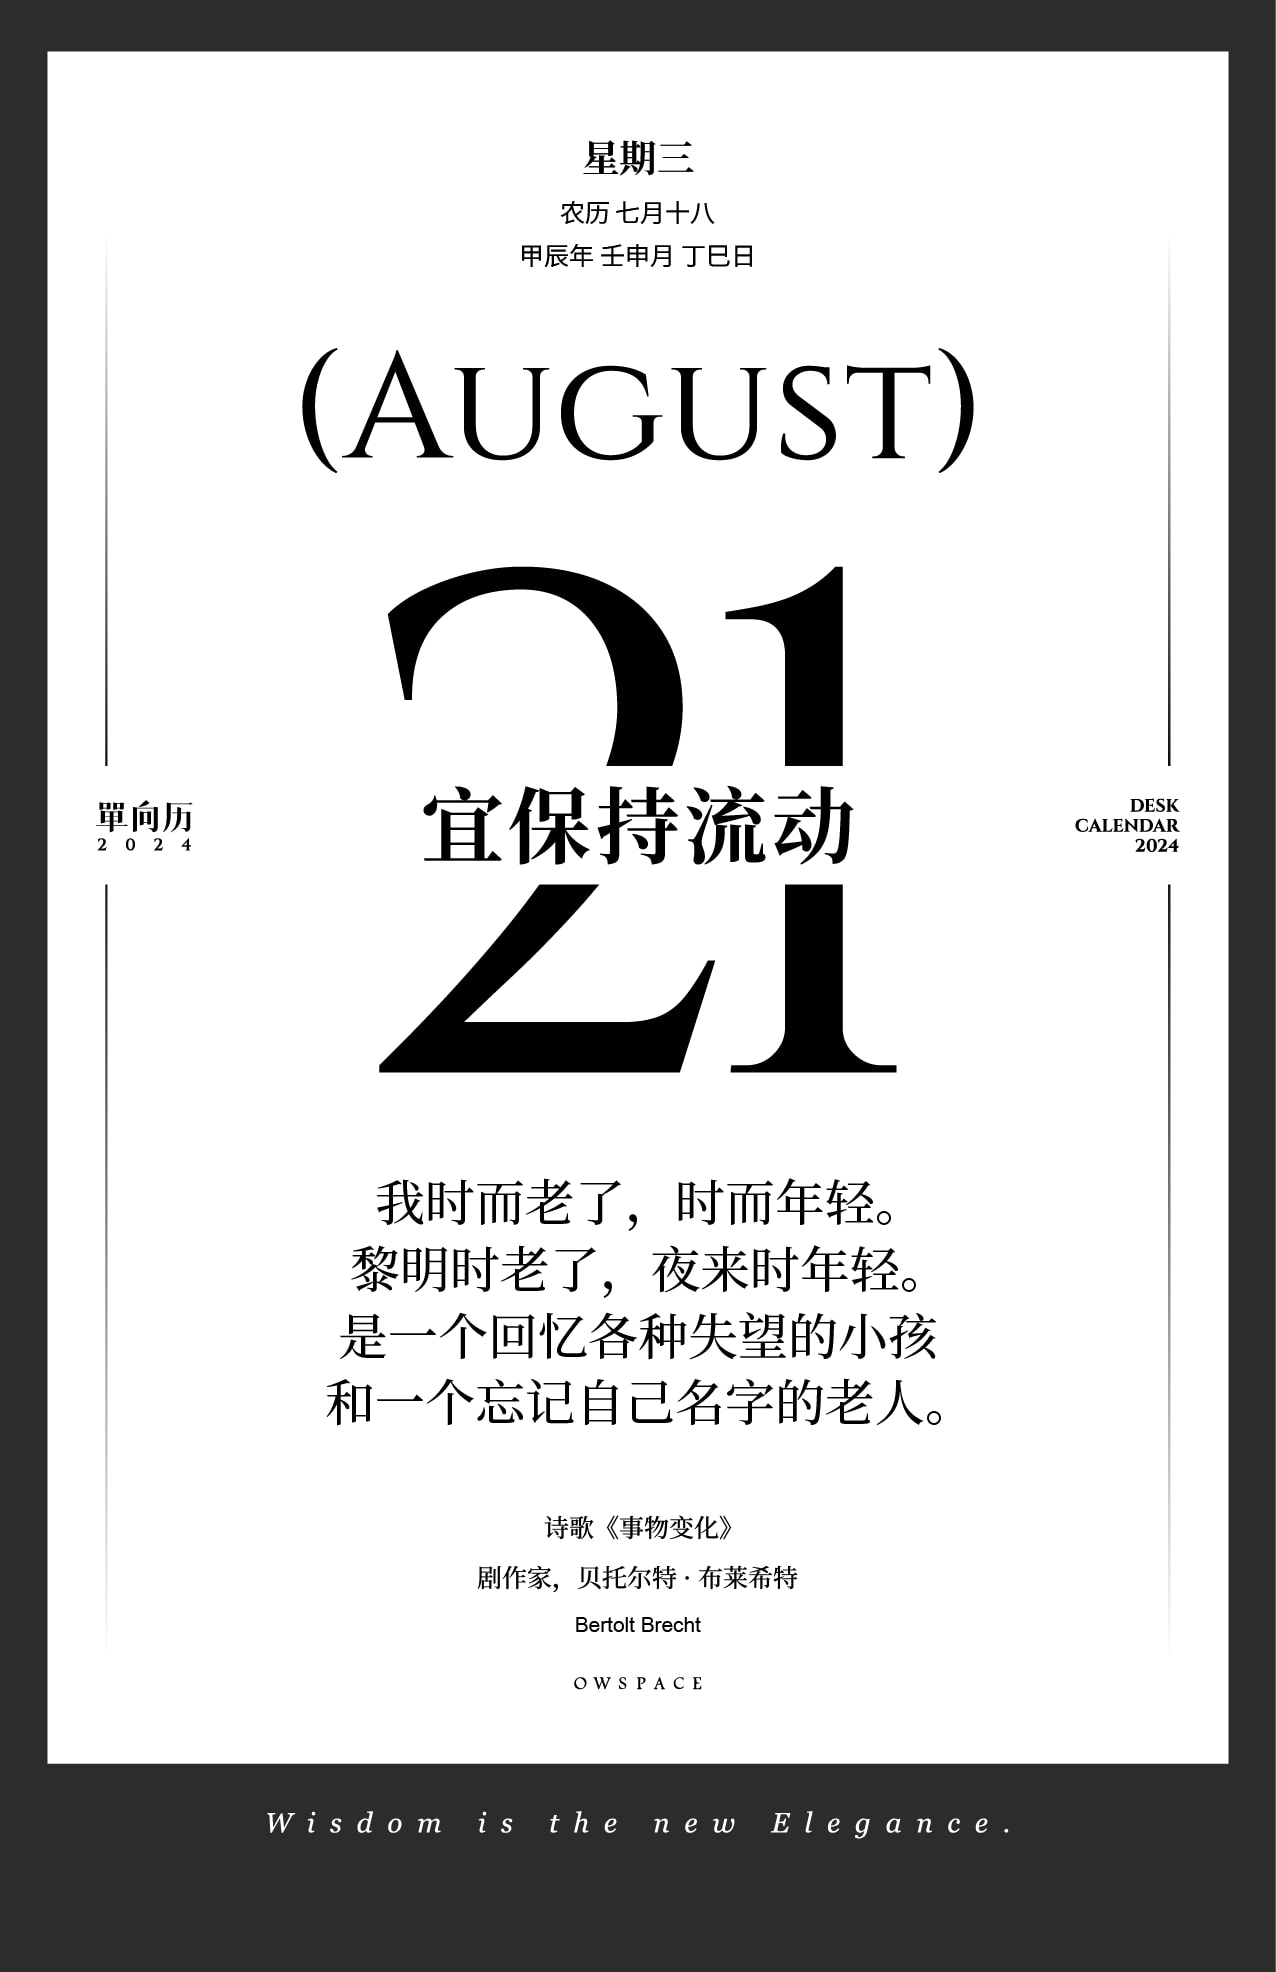 星期三
农历 七月十八
甲辰年 壬申月 丁巳日
(AUGUST)
21
宜保持流动
單向历
2024
DESK
CALENDAR
2024
我时而老了，时而年轻。
黎明时老了，夜来时年轻。
是一个回忆各种失望的小孩
和一个忘记自己名字的老人。
诗歌《事物变化》
剧作家，贝托尔特 · 布莱希特
Bertolt Brecht
OWSPACE
Wisdom is the new Elegance.